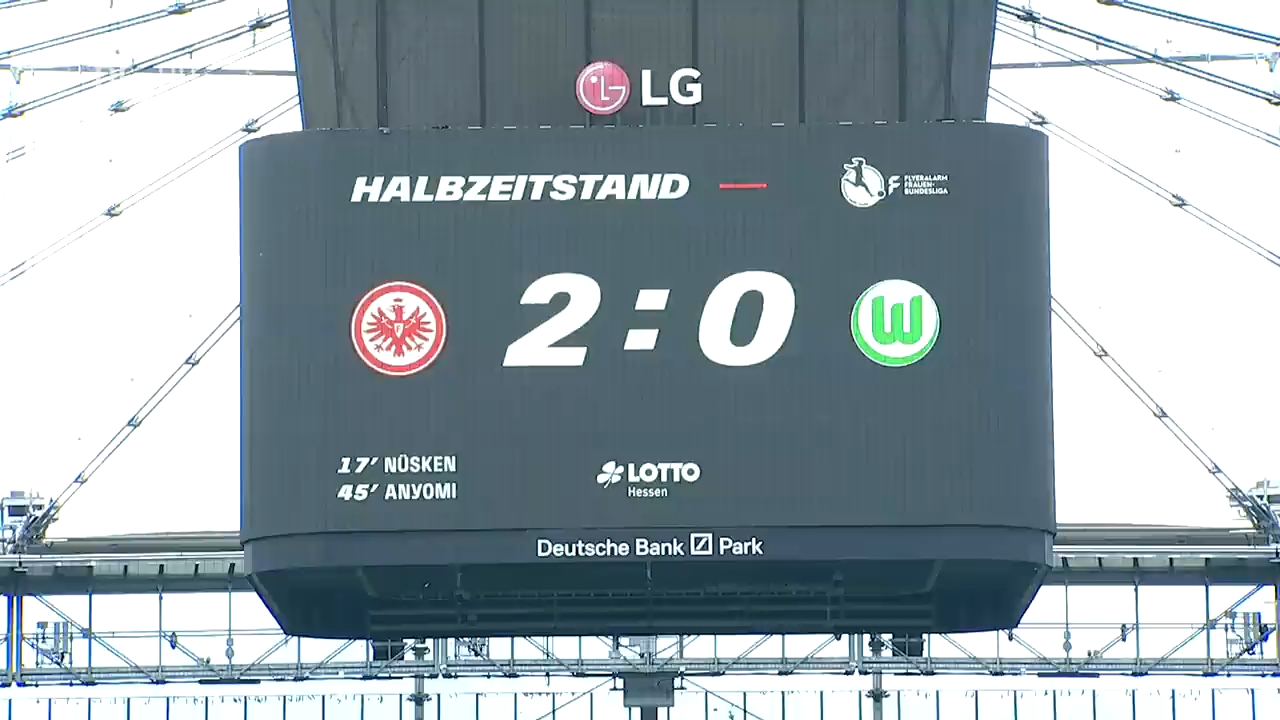 LG
HALBZEITSTAND
FLYERALARM
FRAUEN-
BUNDESLIGA
2:0
W
17' NÜSKEN
45' ANYOMI
LOTTO
Hessen
Deutsche Bank Park